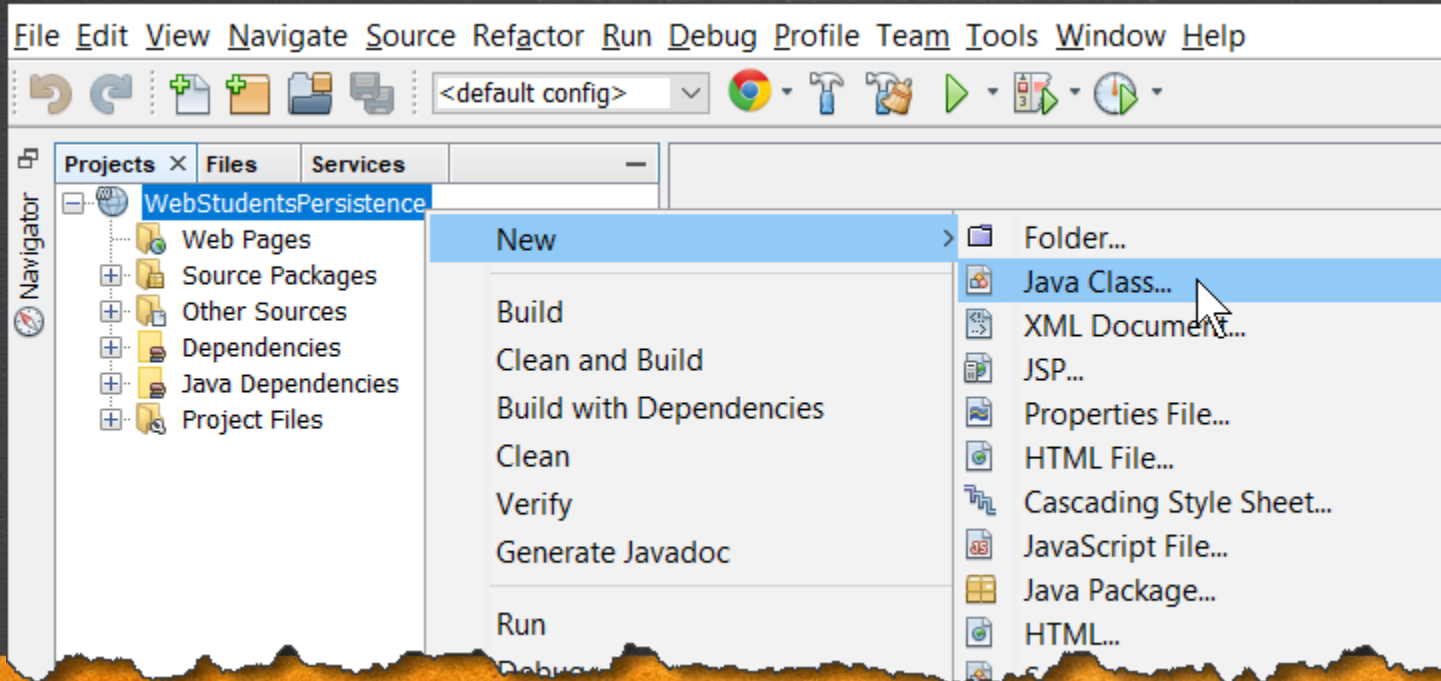 File Edit View Navigate Source Refactor Run Debug Profile Team Tools Window Help
<default config>
Projects Files Services
Navigator
WebStudentsPersistence
Web Pages
Source Packages
Other Sources
Dependencies
Java Dependencies
Project Files
New
Build
Clean and Build
Build with Dependencies
Clean
Verify
Generate Javadoc
Run
Debug
Folder...
Java Class...
XML Document...
JSP...
Properties File...
HTML File...
Cascading Style Sheet...
JavaScript File...
Java Package...
HTML...